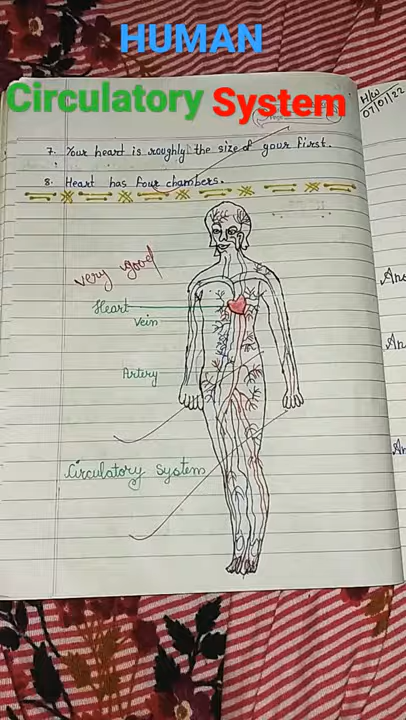 HUMAN
Circulatory System
H/W
07/01/22
7. Your heart is roughly the size of your first.
8. Heart has four chambers.
very good
Heart
Vein
Artery
Circulatory System